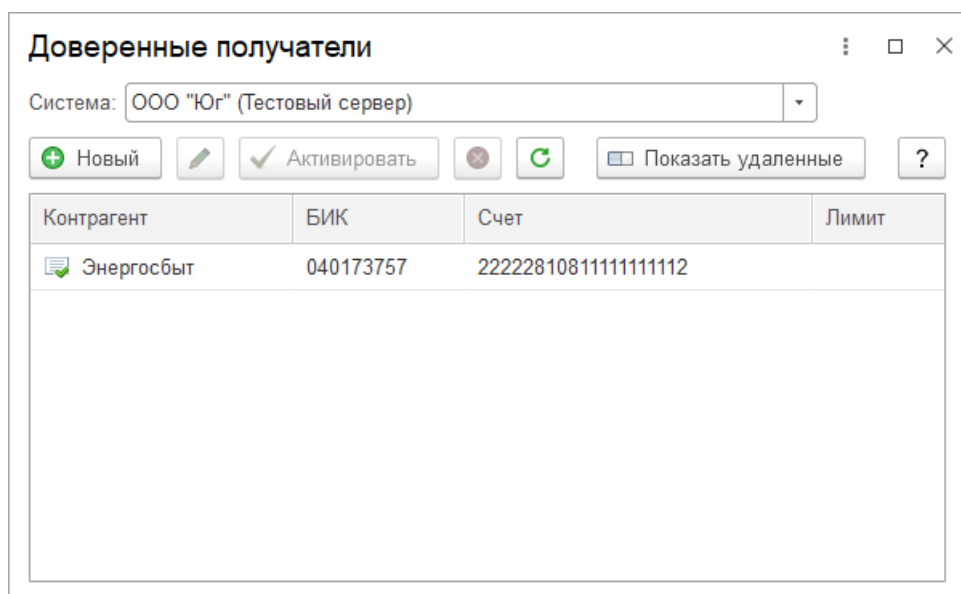 Доверенные получатели
Система: ООО "Юг" (Тестовый сервер)
Новый Активировать Показать удаленные ?
Контрагент БИК Счет Лимит
Энергосбыт 040173757 22222810811111111112